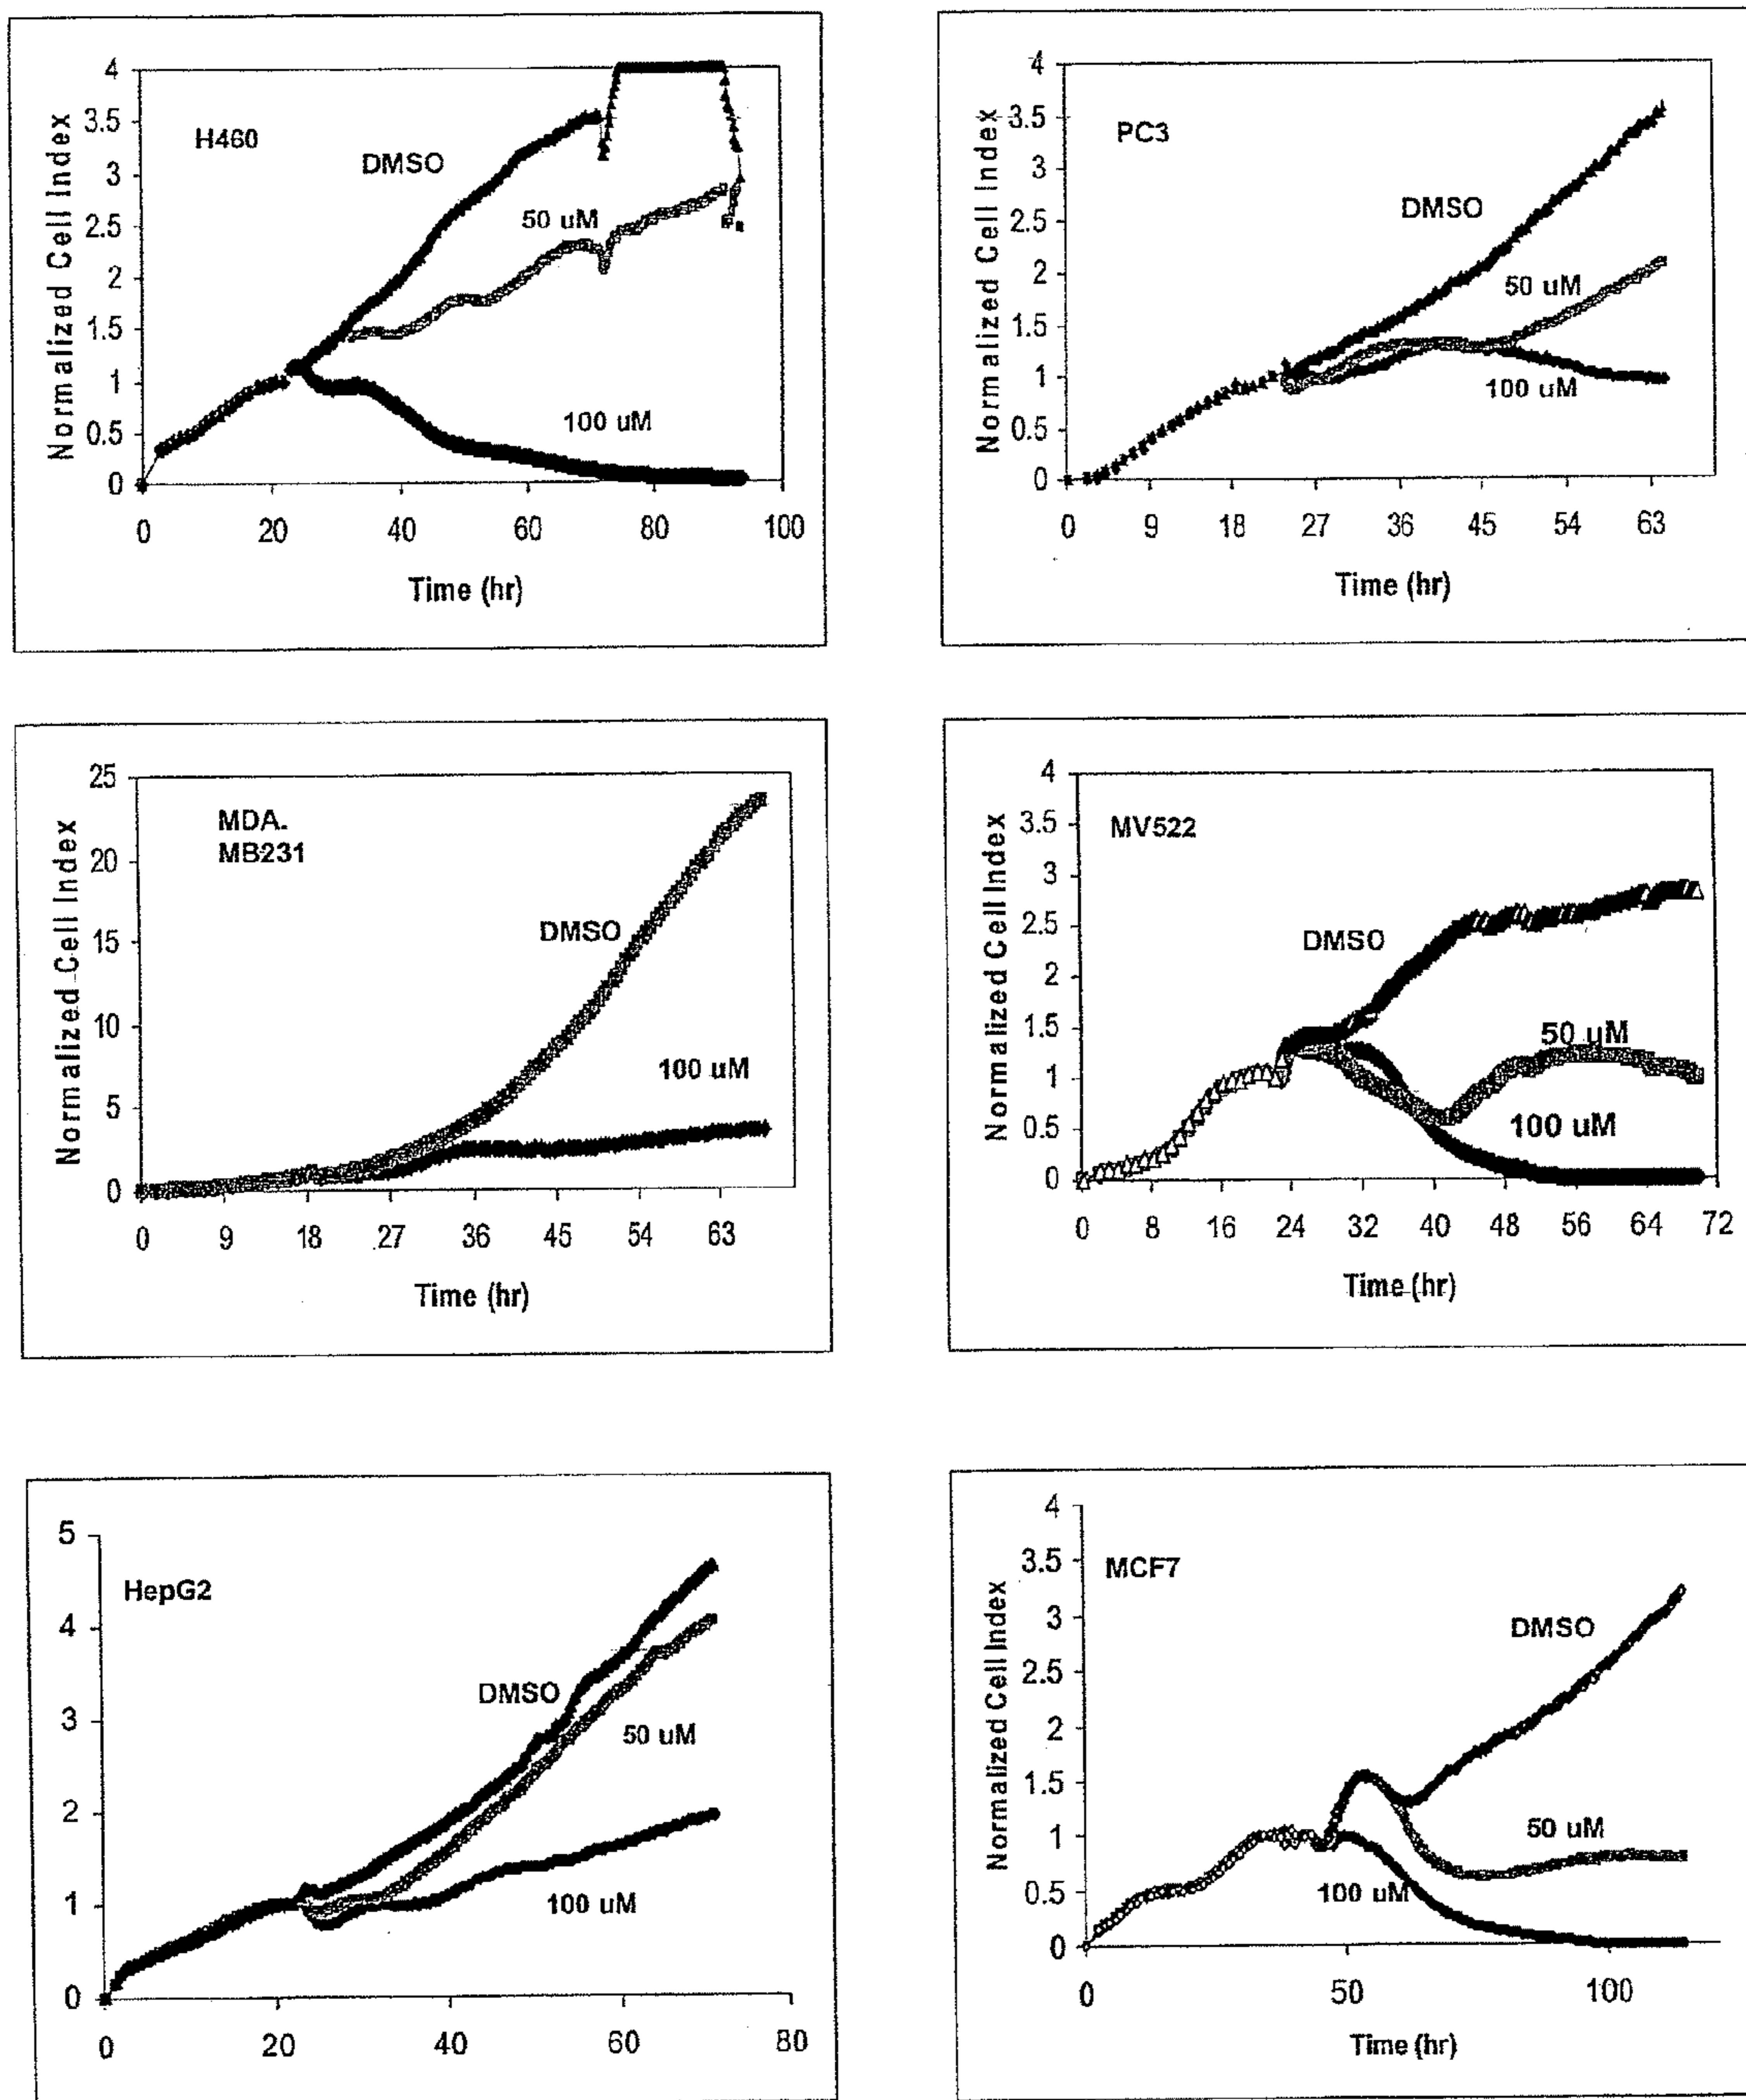 Normalized Cell Index
4
3.5
3
2.5
2
1.5
1
0.5
0
H460
DMSO
50 uM
100 uM
0 20 40 60 80 100
Time (hr)
Normalized Cell Index
4
3.5
3
2.5
2
1.5
1
0.5
0
PC3
DMSO
50 uM
100 uM
0 9 18 27 36 45 54 63
Time (hr)
Normalized Cell Index
25
20
15
10
5
0
MDA.
MB231
DMSO
100 uM
0 9 18 27 36 45 54 63
Time (hr)
Normalized Cell Index
4
3.5
3
2.5
2
1.5
1
0.5
0
MV522
DMSO
50 uM
100 uM
0 8 16 24 32 40 48 56 64 72
Time (hr)
5
4
3
2
1
0
HepG2
DMSO
50 uM
100 uM
0 20 40 60 80
Normalized Cell Index
4
3.5
3
2.5
2
1.5
1
0.5
0
MCF7
DMSO
50 uM
100 uM
0 50 100
Time (hr)